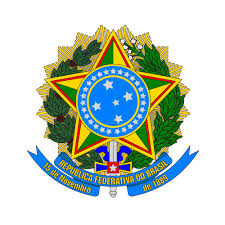 REPÚBLICA FEDERATIVA DO BRASIL
15 de Novembro
de 1889